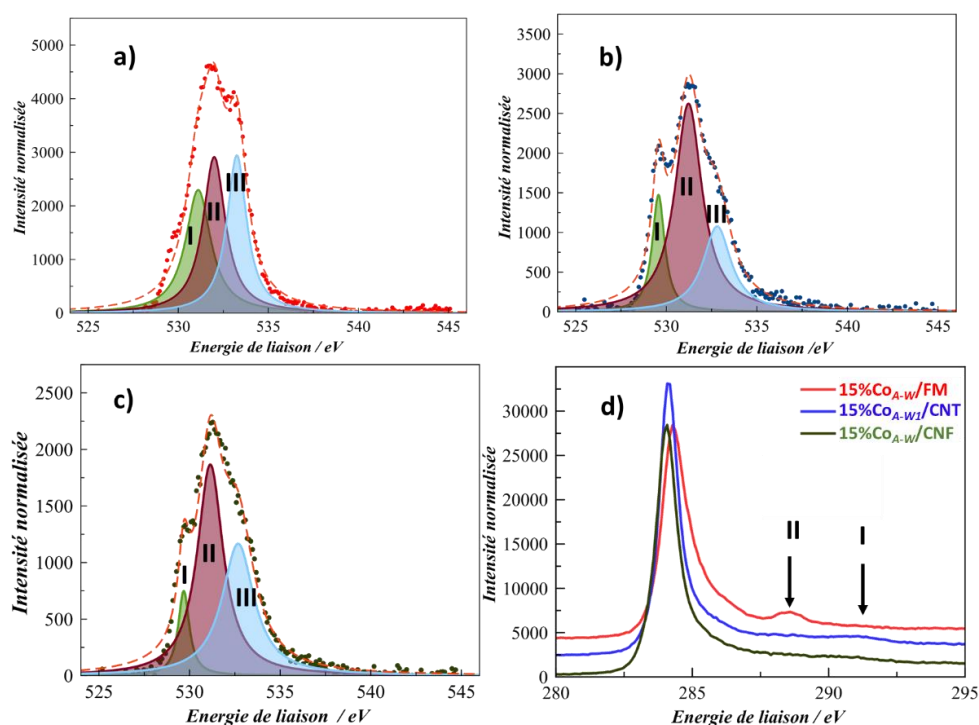 a)
Intensité normalisée
5000
4000
3000
2000
1000
0
I
II
III
525
530
535
540
545
Energie de liaison / eV
b)
Intensité normalisée
3500
3000
2500
2000
1500
1000
500
0
I
II
III
525
530
535
540
545
Energie de liaison /eV
c)
Intensité normalisée
2500
2000
1500
1000
500
0
I
II
III
525
530
535
540
545
Energie de liaison / eV
d)
15%Co_A-W/FM
15%Co_A-W1/CNT
15%Co_A-W/CNF
Intensité normalisée
30000
25000
20000
15000
10000
5000
0
II
I
280
285
290
295
Energie de liaison / eV